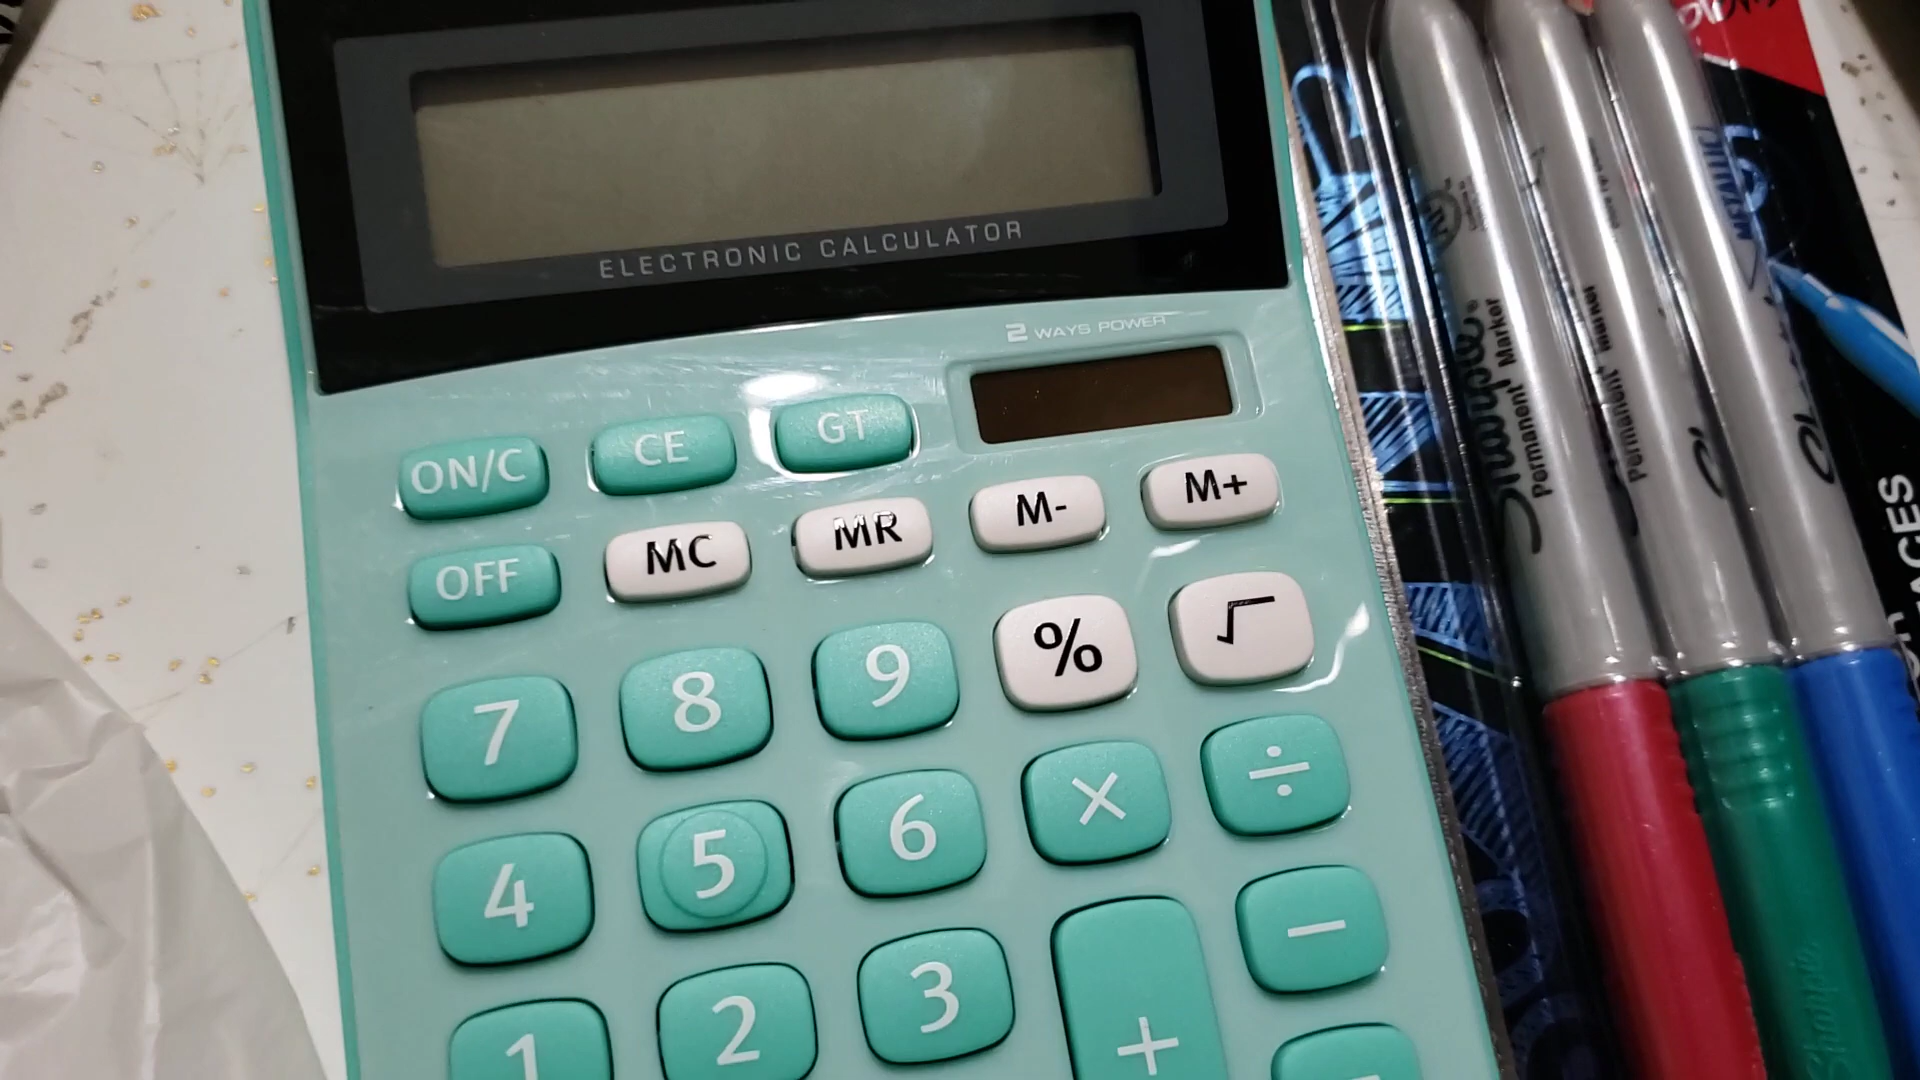 ELECTRONIC CALCULATOR
2 WAYS POWER
ON/C CE GT
OFF MC MR M- M+
7 8 9 % √
4 5 6 × ÷
1 2 3 + −
Sharpie®
Permanent Marker
Permanent Marker
Sharpie